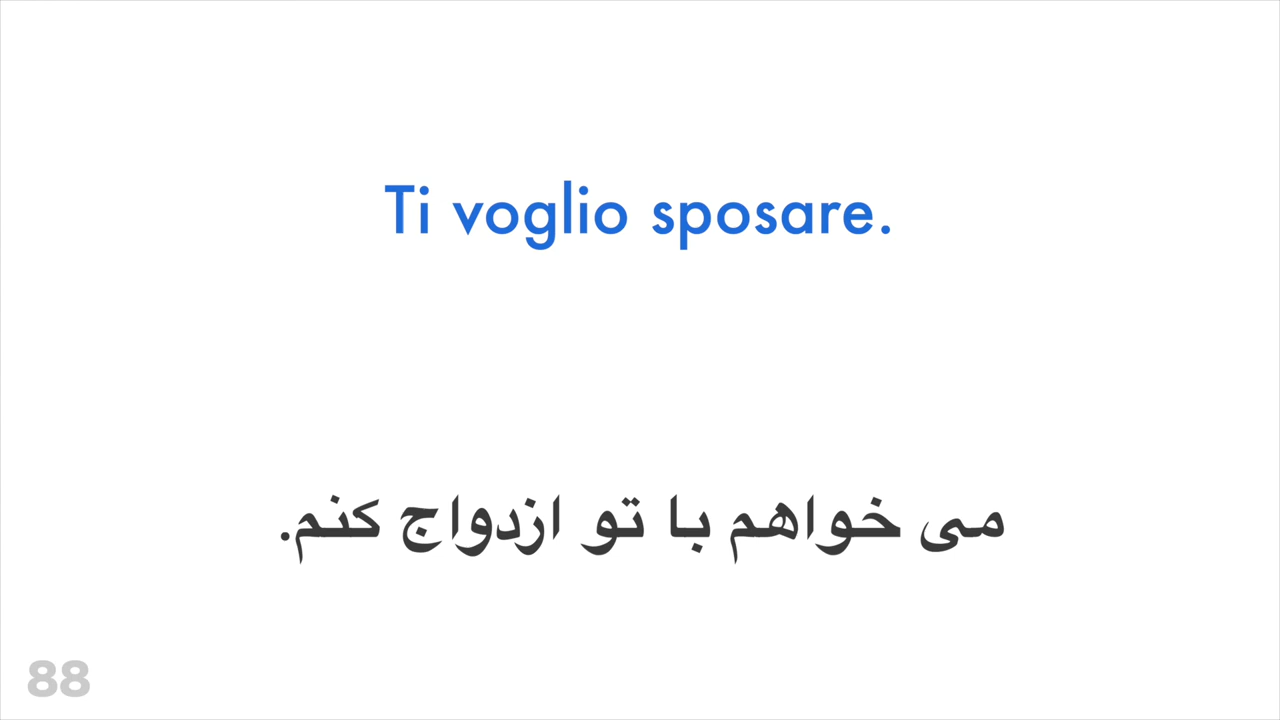 Ti voglio sposare.
می خواهم با تو ازدواج کنم.
88